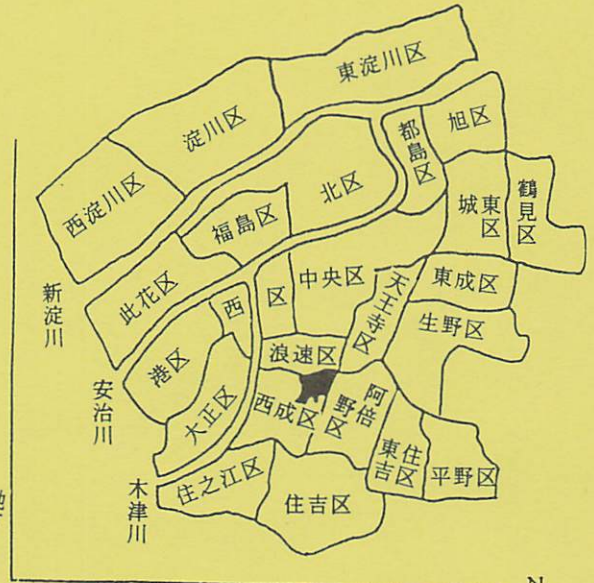 東淀川区
淀川区
西淀川区
旭区
都島区
北区
福島区
此花区
城東区
鶴見区
中央区
西区
天王寺区
東成区
生野区
港区
大正区
浪速区
西成区
阿倍野区
東住吉区
平野区
住之江区
住吉区
新淀川
安治川
木津川
N